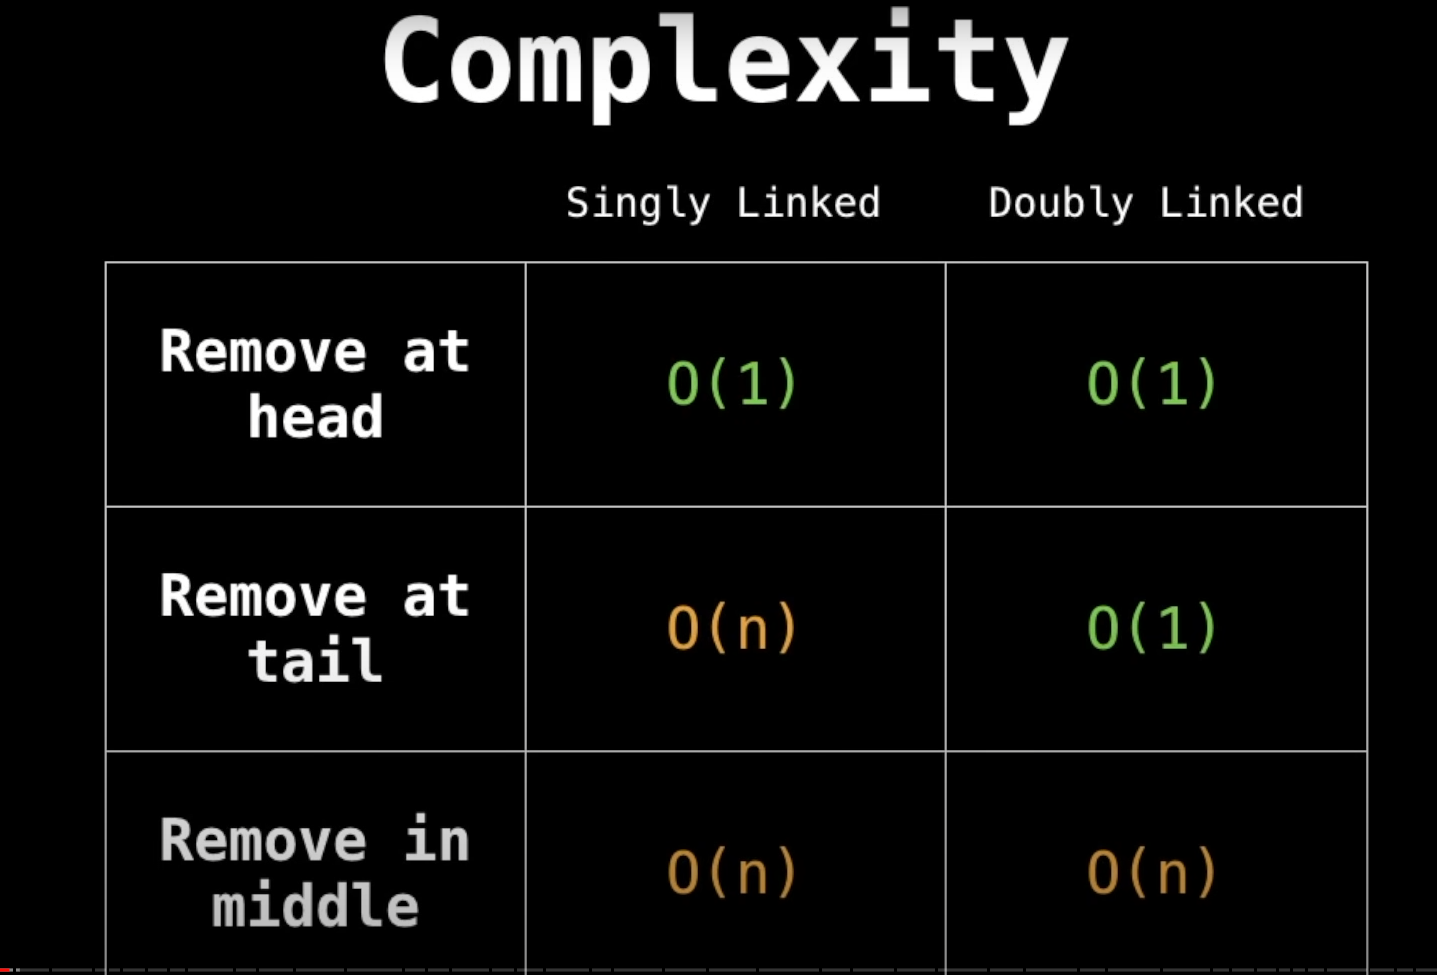 Complexity
Singly Linked Doubly Linked
Remove at
head
O(1) O(1)
Remove at
tail
O(n) O(1)
Remove in
middle
O(n) O(n)